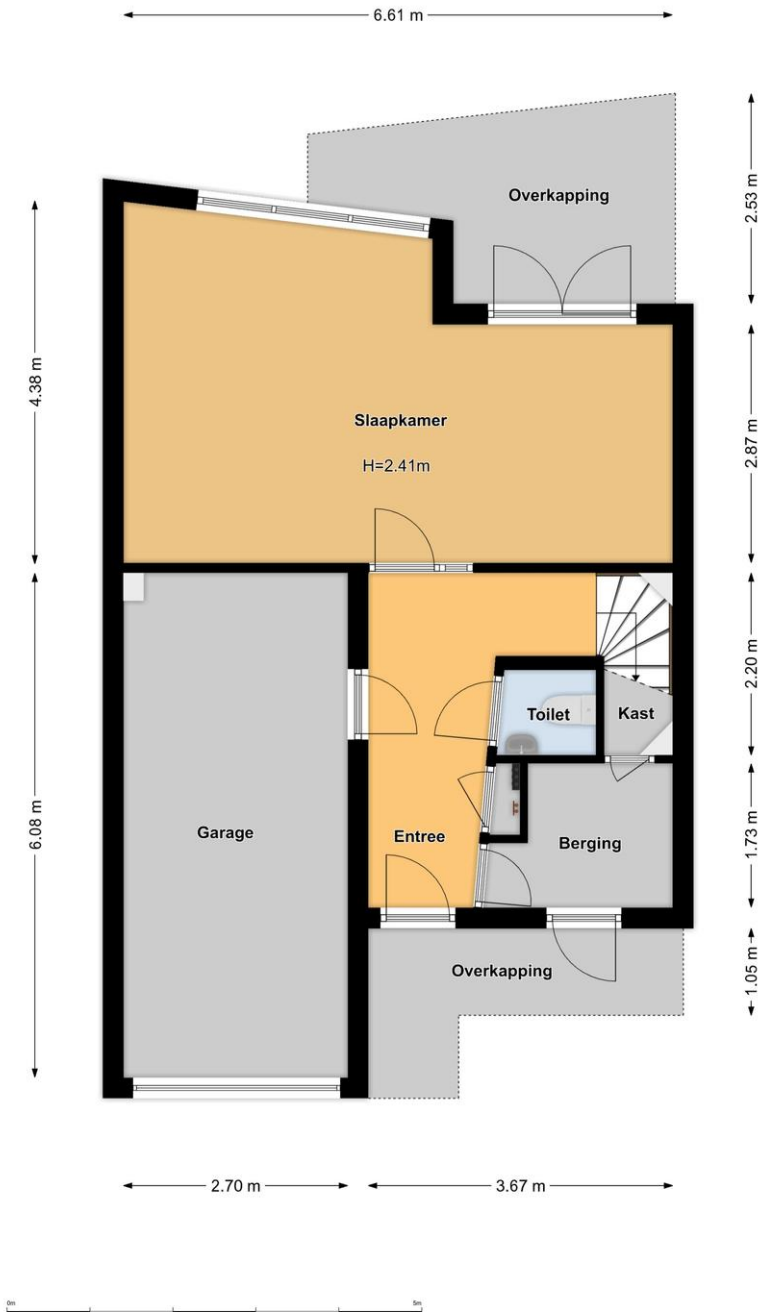 6.61 m
Overkapping
2.53 m
4.38 m
Slaapkamer
H=2.41m
2.87 m
2.20 m
Toilet
Kast
Garage
Entree
Berging
6.08 m
1.73 m
Overkapping
1.05 m
2.70 m
3.67 m
0m
5m